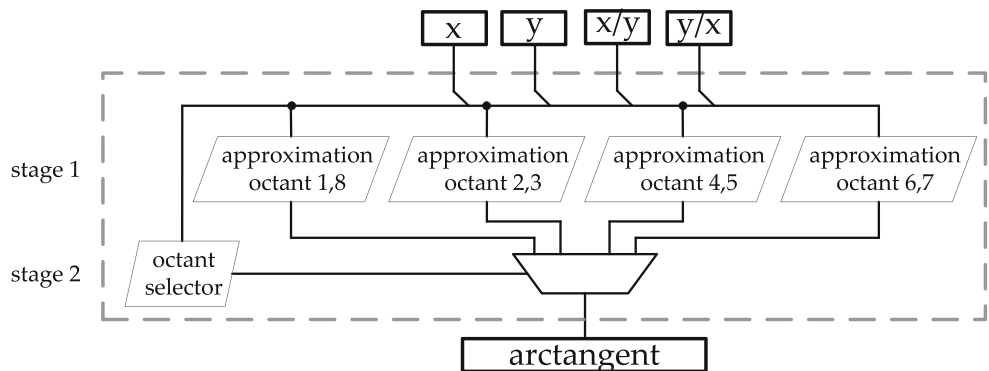 x
y
x/y
y/x
stage 1
approximation
octant 1,8
approximation
octant 2,3
approximation
octant 4,5
approximation
octant 6,7
stage 2
octant
selector
arctangent